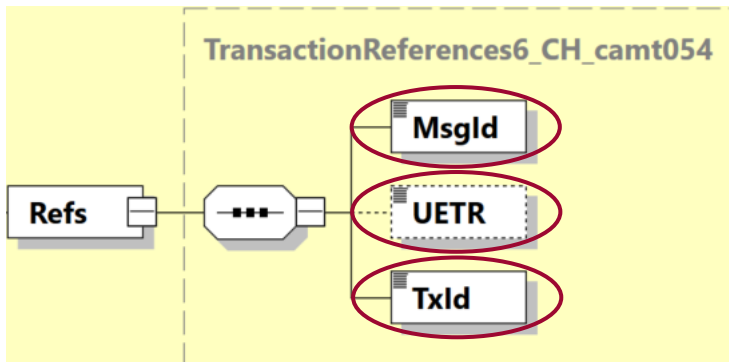 TransactionReferences6_CH_camt054
MsgId
Refs
UETR
TxId